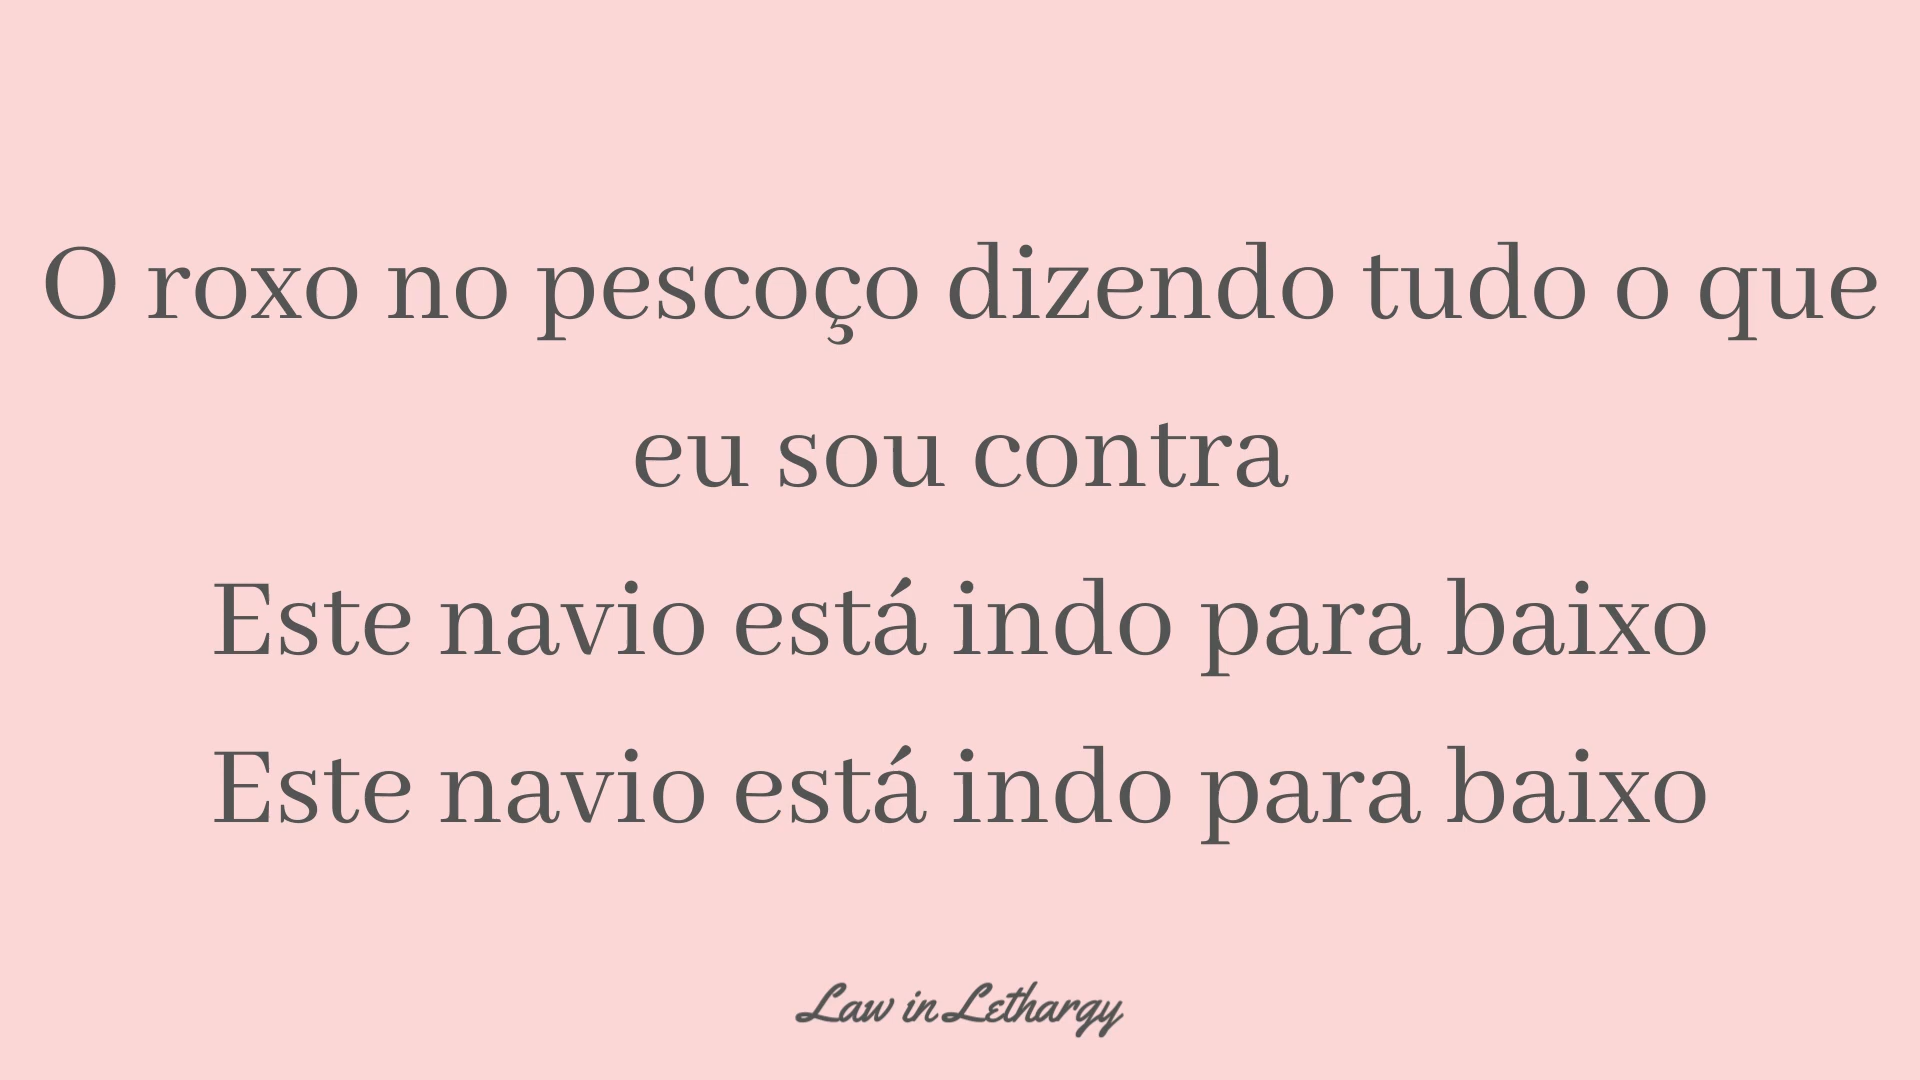 O roxo no pescoço dizendo tudo o que
eu sou contra
Este navio está indo para baixo
Este navio está indo para baixo
Law in Lethargy